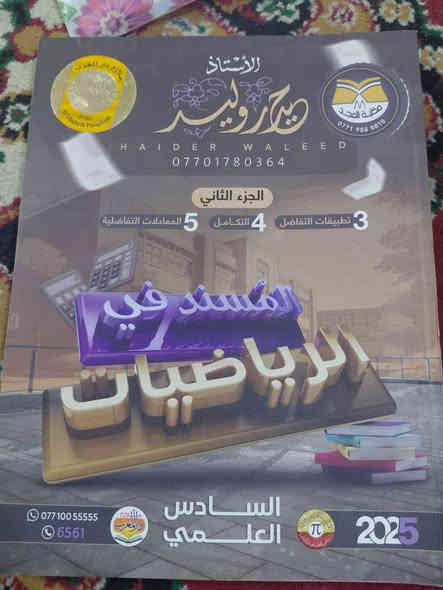 الأستاذ
حيدر وليد
HAIDER WALEED
07701780364
الجزء الثاني
3 تطبيقات التفاضل 4 التكامل 5 المعادلات التفاضلية
المسند في
الرياضيات
السادس
العلمي
07710055555
6561
π
2025